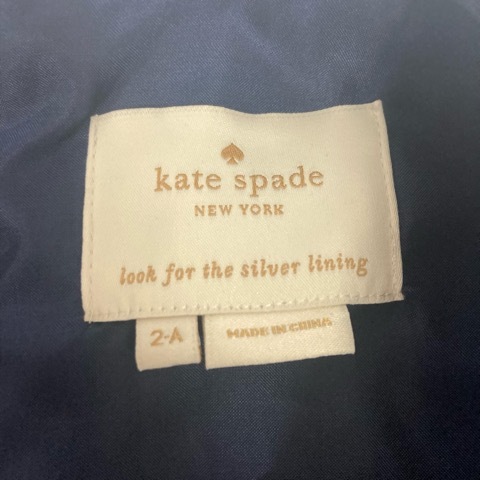 kate spade
NEW YORK
look for the silver lining
2-A
MADE IN CHINA